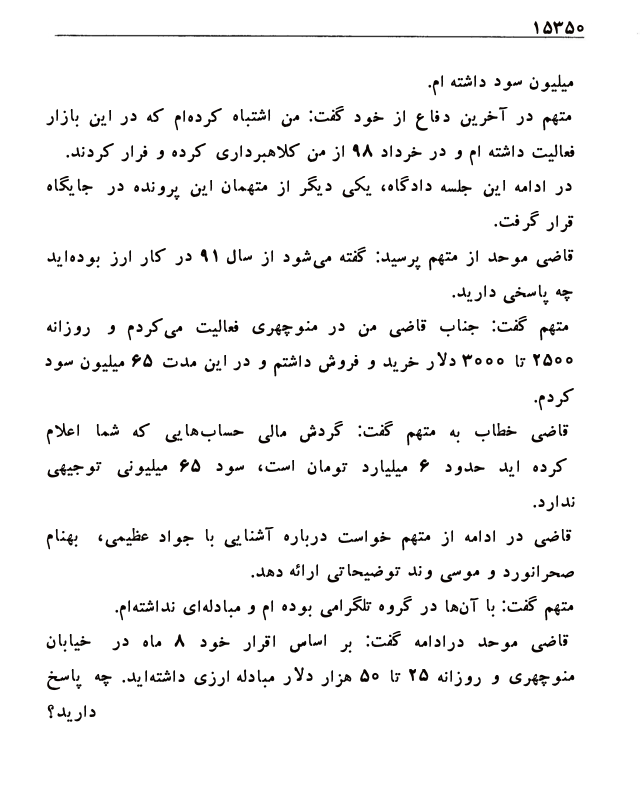 ۱۵۳۵۰
میلیون سود داشته ام.
متهم در آخرین دفاع از خود گفت: من اشتباه کرده‌ام که در این بازار
فعالیت داشته ام و در خرداد ۹۸ از من کلاهبرداری کرده و فرار کردند.
در ادامه این جلسه دادگاه، یکی دیگر از متهمان این پرونده در جایگاه
قرار گرفت.
قاضی موحد از متهم پرسید: گفته می‌شود از سال ۹۱ در کار ارز بوده‌اید
چه پاسخی دارید.
متهم گفت: جناب قاضی من در منوچهری فعالیت می‌کردم و روزانه
۲۵۰۰ تا ۳۰۰۰ دلار خرید و فروش داشتم و در این مدت ۶۵ میلیون سود
کردم.
قاضی خطاب به متهم گفت: گردش مالی حساب‌هایی که شما اعلام
کرده اید حدود ۶ میلیارد تومان است، سود ۶۵ میلیونی توجیهی
ندارد.
قاضی در ادامه از متهم خواست درباره آشنایی با جواد عظیمی، بهنام
صحرانورد و موسی وند توضیحاتی ارائه دهد.
متهم گفت: با آن‌ها در گروه تلگرامی بوده ام و مبادله‌ای نداشته‌ام.
قاضی موحد درادامه گفت: بر اساس اقرار خود ۸ ماه در خیابان
منوچهری و روزانه ۲۵ تا ۵۰ هزار دلار مبادله ارزی داشته‌اید. چه پاسخ
دارید؟